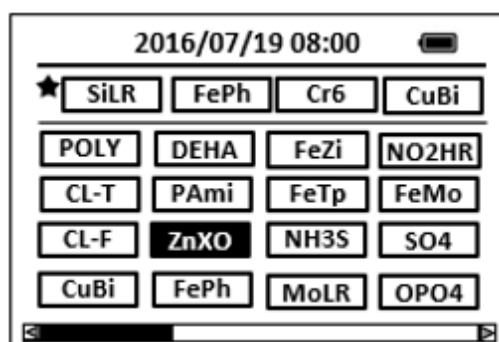 2016/07/19 08:00
SiLR FePh Cr6 CuBi
POLY DEHA FeZi NO2HR
CL-T PAmi FeTp FeMo
CL-F ZnXO NH3S SO4
CuBi FePh MoLR OPO4